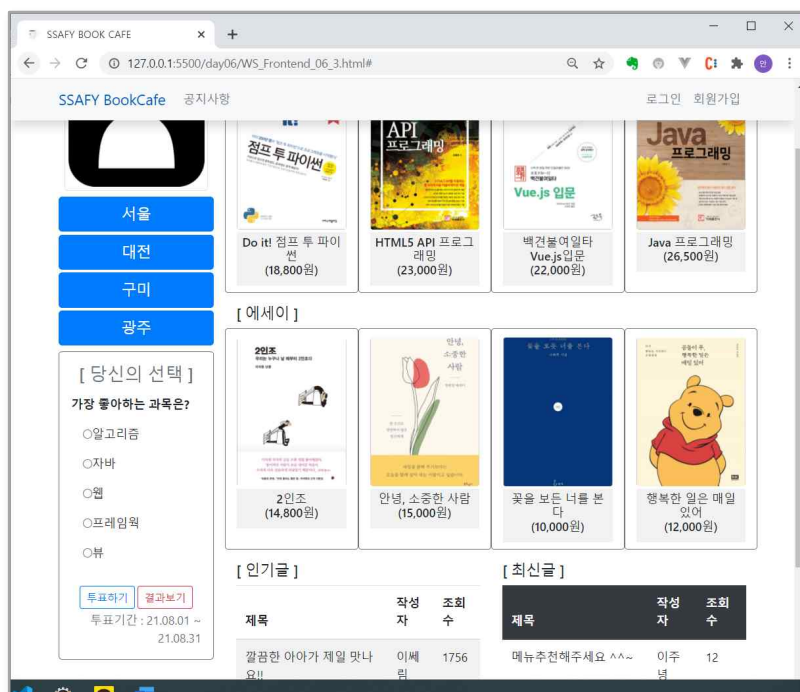 SSAFY BOOK CAFE
127.0.0.1:5500/day06/WS_Frontend_06_3.html#
안
SSAFY BookCafe 공지사항 로그인 회원가입
점프 투 파이썬
API
프로그래밍
Vue.js 입문
Java
프로그래밍
Do it! 점프 투 파이
썬
(18,800원)
HTML5 API 프로그
래밍
(23,000원)
백견불여일타
Vue.js입문
(22,000원)
Java 프로그래밍
(26,500원)
서울
대전
구미
광주
[ 당신의 선택 ]
가장 좋아하는 과목은?
알고리즘
자바
웹
프레임웍
뷰
투표하기 결과보기
투표기간 : 21.08.01 ~
21.08.31
[ 에세이 ]
2인조
안녕,
소중한
사람
꽃을 보듯 너를 본다
2인조
(14,800원)
안녕, 소중한 사람
(15,000원)
꽃을 보든 너를 본
다
(10,000원)
행복한 일은 매일
있어
(12,000원)
[ 인기글 ]
제목 작성자 조회수
깔끔한 아아가 제일 맛나
요!! 이쎄림 1756
[ 최신글 ]
제목 작성자 조회수
메뉴추천해주세요 ^^~ 이주녕 12